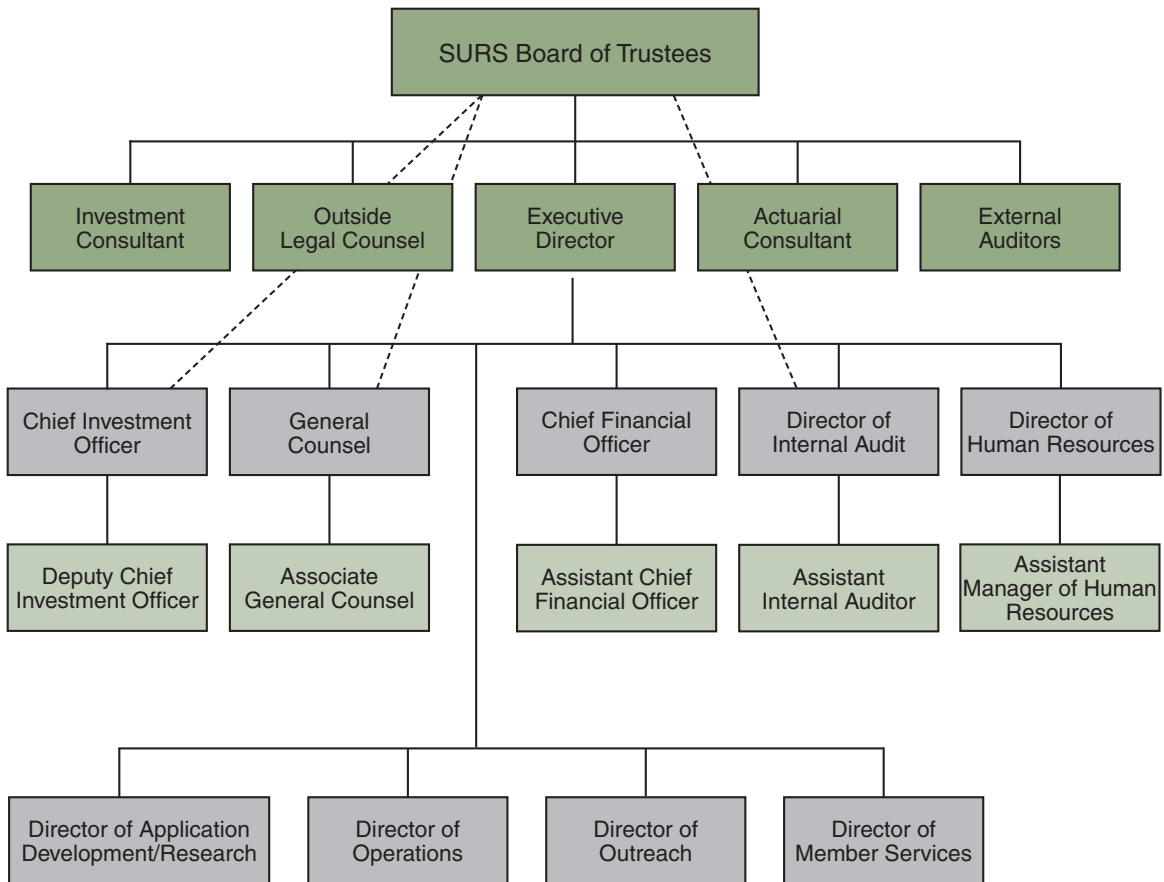 SURS Board of Trustees
Investment
Consultant
Outside
Legal Counsel
Executive
Director
Actuarial
Consultant
External
Auditors
Chief Investment
Officer
General
Counsel
Chief Financial
Officer
Director of
Internal Audit
Director of
Human Resources
Deputy Chief
Investment Officer
Associate
General Counsel
Assistant Chief
Financial Officer
Assistant
Internal Auditor
Assistant
Manager of Human
Resources
Director of Application
Development/Research
Director of
Operations
Director of
Outreach
Director of
Member Services